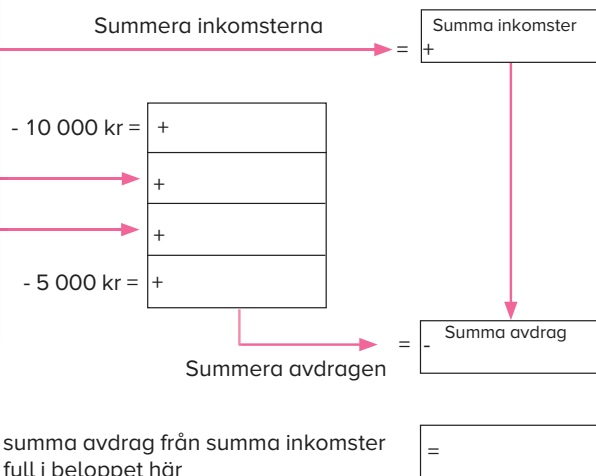 Summera inkomsterna
Summa inkomster
= +
- 10 000 kr = +
+
+
- 5 000 kr = +
Summa avdrag
= -
Summera avdragen
summa avdrag från summa inkomster
full i beloppet här
=